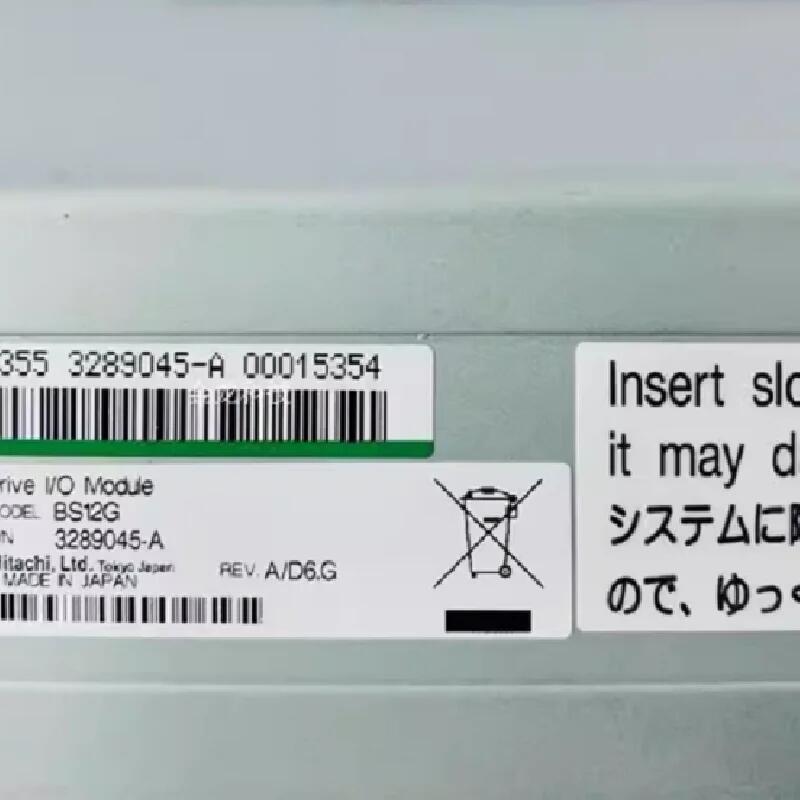 355 3289045-A 00015354
rive I/O Module
ODEL BS12G
N 3289045-A
itachi, Ltd. Tokyo Japan
REV. A/D6.G
MADE IN JAPAN
Insert slo
it may d
システムに
ので、ゆっ